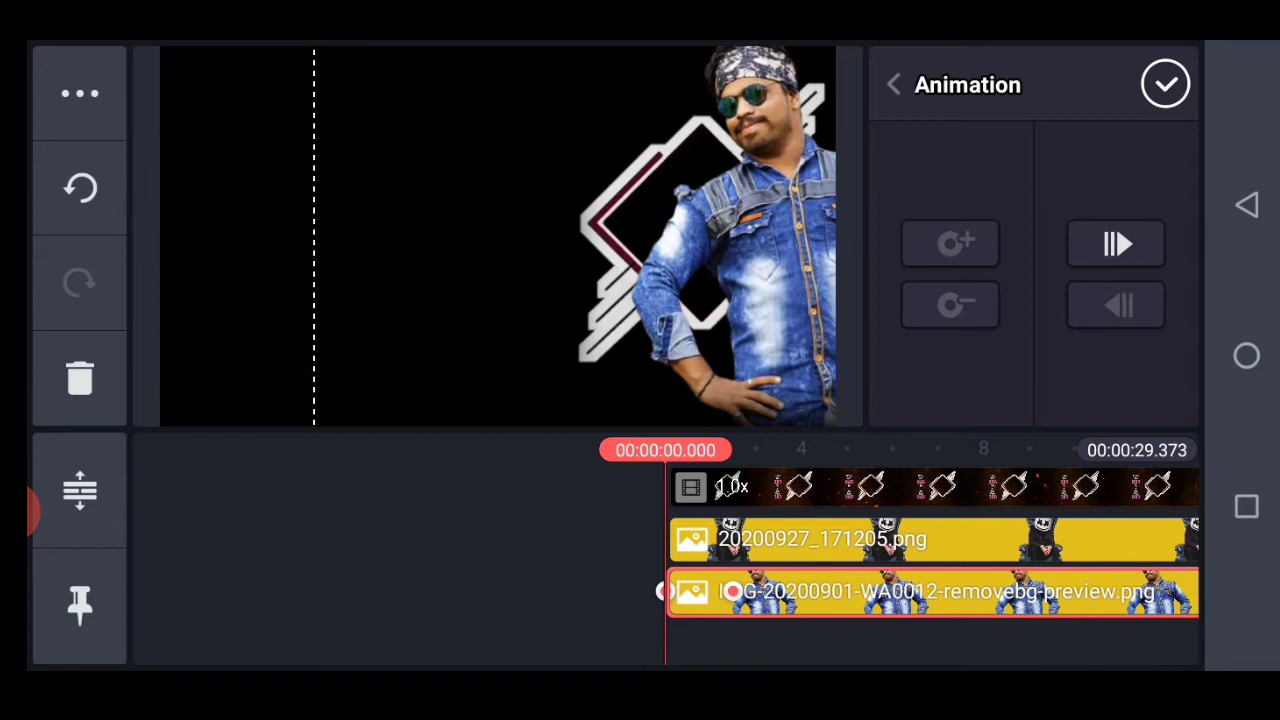 Animation
00:00:00.000
4
8
00:00:29.373
1.0x
20200927_171205.png
G-20200901-WA0012-removebg-preview.png